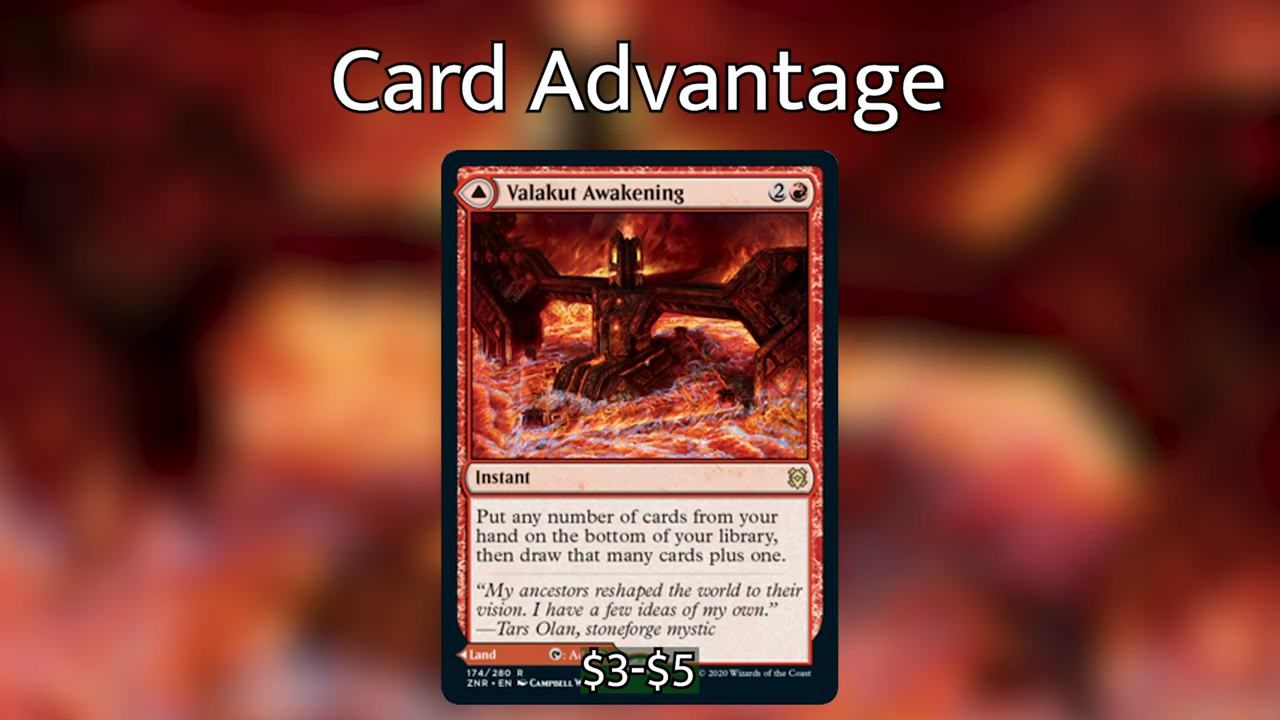 Card Advantage
Valakut Awakening 2
Instant
Put any number of cards from your
hand on the bottom of your library,
then draw that many cards plus one.
“My ancestors reshaped the world to their
vision. I have a few ideas of my own.”
—Tars Olan, stoneforge mystic
Land
$3-$5
174/280 R
ZNR • EN CAMPBELL © 2020 Wizards of the Coast